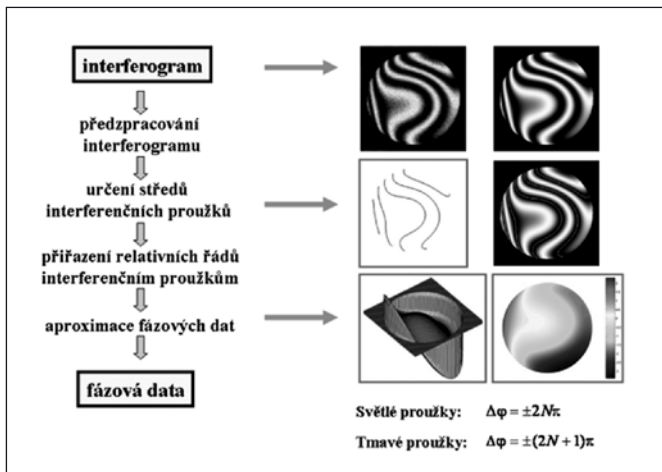 interferogram
předzpracování
interferogramu
určení středů
interferenčních proužků
přiřazení relativních řádů
interferenčním proužkům
aproximace fázových dat
fázová data
Světlé proužky: Δφ = ±2Nπ
Tmavé proužky: Δφ = ±(2N + 1)π